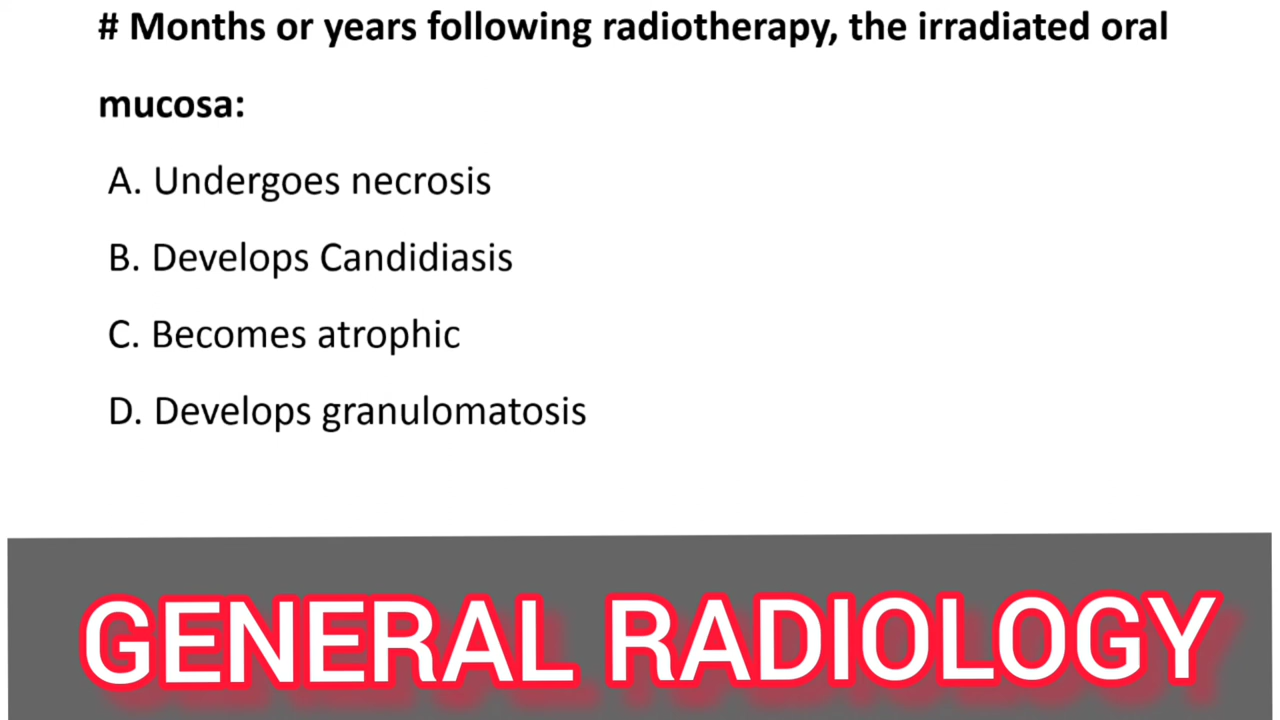 # Months or years following radiotherapy, the irradiated oral
mucosa:
A. Undergoes necrosis
B. Develops Candidiasis
C. Becomes atrophic
D. Develops granulomatosis
GENERAL RADIOLOGY